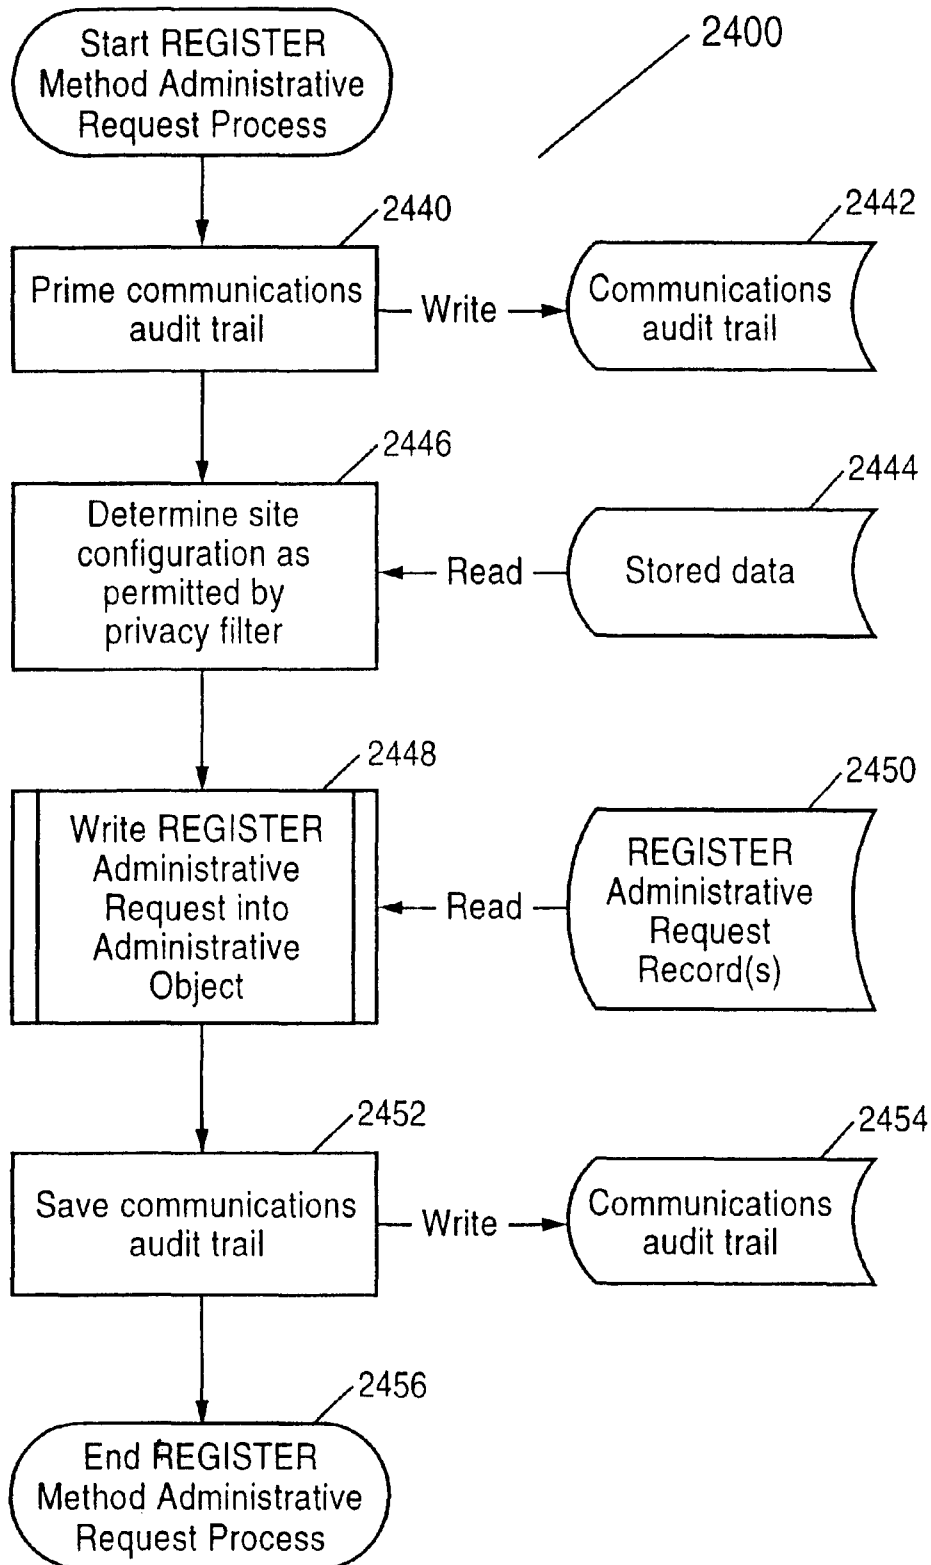 Start REGISTER
Method Administrative
Request Process
2400
2440
Prime communications
audit trail
Write
2442
Communications
audit trail
2446
Determine site
configuration as
permitted by
privacy filter
Read
2444
Stored data
2448
Write REGISTER
Administrative
Request into
Administrative
Object
Read
2450
REGISTER
Administrative
Request
Record(s)
2452
Save communications
audit trail
Write
2454
Communications
audit trail
2456
End REGISTER
Method Administrative
Request Process